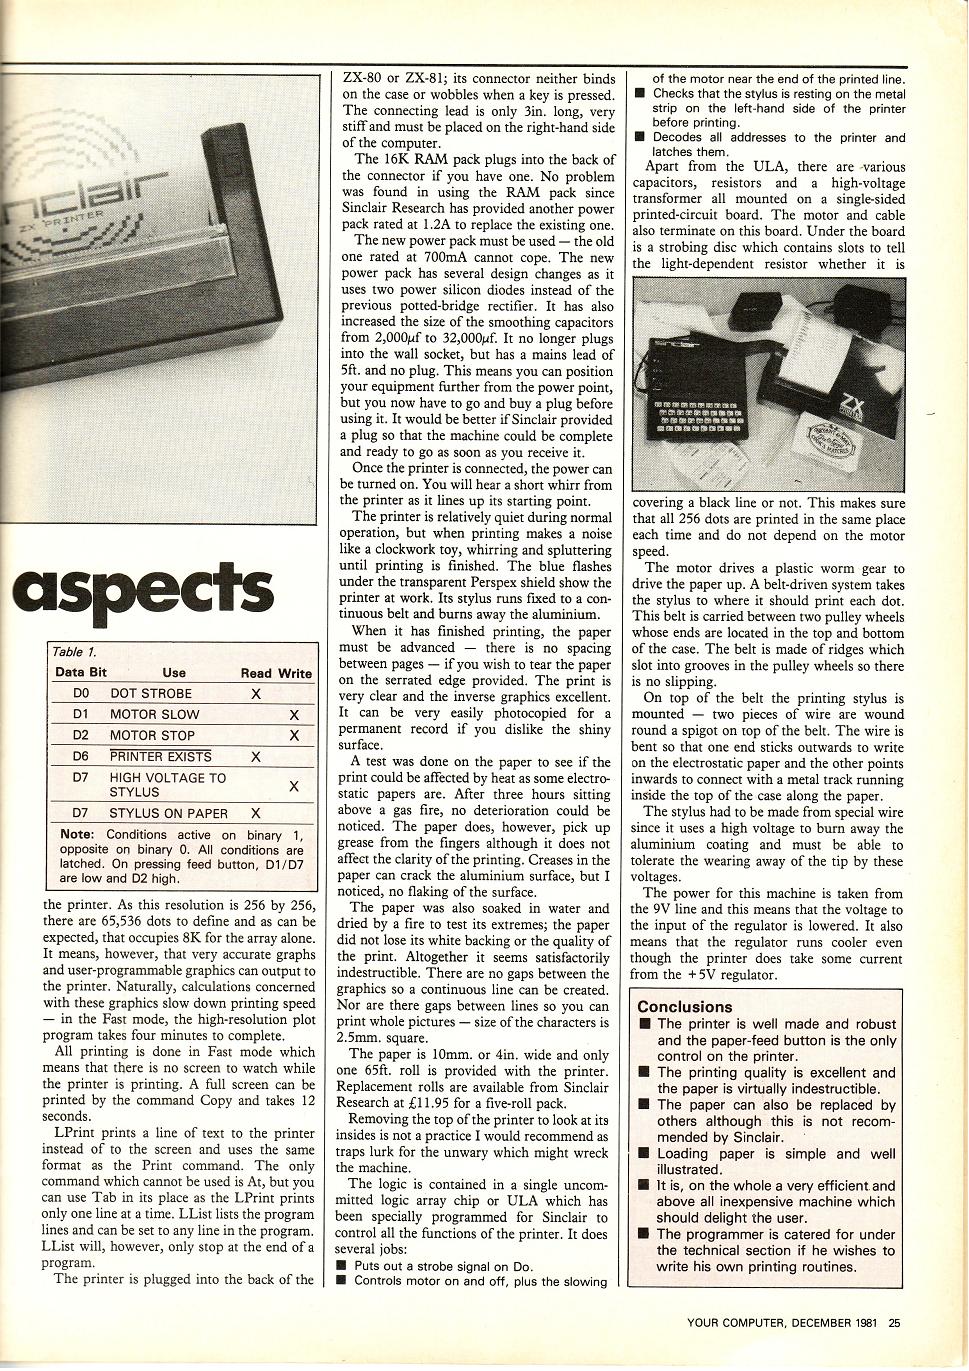 nclair
ZX PRINTER
aspects
Table 1.
Data Bit Use Read Write
D0 DOT STROBE X
D1 MOTOR SLOW X
D2 MOTOR STOP X
D6 PRINTER EXISTS X
D7 HIGH VOLTAGE TO
STYLUS X
D7 STYLUS ON PAPER X
Note: Conditions active on binary 1,
opposite on binary 0. All conditions are
latched. On pressing feed button, D1/D7
are low and D2 high.
the printer. As this resolution is 256 by 256,
there are 65,536 dots to define and as can be
expected, that occupies 8K for the array alone.
It means, however, that very accurate graphs
and user-programmable graphics can output to
the printer. Naturally, calculations concerned
with these graphics slow down printing speed
— in the Fast mode, the high-resolution plot
program takes four minutes to complete.
All printing is done in Fast mode which
means that there is no screen to watch while
the printer is printing. A full screen can be
printed by the command Copy and takes 12
seconds.
LPrint prints a line of text to the printer
instead of to the screen and uses the same
format as the Print command. The only
command which cannot be used is At, but you
can use Tab in its place as the LPrint prints
only one line at a time. LList lists the program
lines and can be set to any line in the program.
LList will, however, only stop at the end of a
program.
The printer is plugged into the back of the
ZX-80 or ZX-81; its connector neither binds
on the case or wobbles when a key is pressed.
The connecting lead is only 3in. long, very
stiff and must be placed on the right-hand side
of the computer.
The 16K RAM pack plugs into the back of
the connector if you have one. No problem
was found in using the RAM pack since
Sinclair Research has provided another power
pack rated at 1.2A to replace the existing one.
The new power pack must be used — the old
one rated at 700mA cannot cope. The new
power pack has several design changes as it
uses two power silicon diodes instead of the
previous potted-bridge rectifier. It has also
increased the size of the smoothing capacitors
from 2,000µf to 32,000µf. It no longer plugs
into the wall socket, but has a mains lead of
5ft. and no plug. This means you can position
your equipment further from the power point,
but you now have to go and buy a plug before
using it. It would be better if Sinclair provided
a plug so that the machine could be complete
and ready to go as soon as you receive it.
Once the printer is connected, the power can
be turned on. You will hear a short whirr from
the printer as it lines up its starting point.
The printer is relatively quiet during normal
operation, but when printing makes a noise
like a clockwork toy, whirring and spluttering
until printing is finished. The blue flashes
under the transparent Perspex shield show the
printer at work. Its stylus runs fixed to a con-
tinuous belt and burns away the aluminium.
When it has finished printing, the paper
must be advanced — there is no spacing
between pages — if you wish to tear the paper
on the serrated edge provided. The print is
very clear and the inverse graphics excellent.
It can be very easily photocopied for a
permanent record if you dislike the shiny
surface.
A test was done on the paper to see if the
print could be affected by heat as some electro-
static papers are. After three hours sitting
above a gas fire, no deterioration could be
noticed. The paper does, however, pick up
grease from the fingers although it does not
affect the clarity of the printing. Creases in the
paper can crack the aluminium surface, but I
noticed, no flaking of the surface.
The paper was also soaked in water and
dried by a fire to test its extremes; the paper
did not lose its white backing or the quality of
the print. Altogether it seems satisfactorily
indestructible. There are no gaps between the
graphics so a continuous line can be created.
Nor are there gaps between lines so you can
print whole pictures — size of the characters is
2.5mm. square.
The paper is 10mm. or 4in. wide and only
one 65ft. roll is provided with the printer.
Replacement rolls are available from Sinclair
Research at £11.95 for a five-roll pack.
Removing the top of the printer to look at its
insides is not a practice I would recommend as
traps lurk for the unwary which might wreck
the machine.
The logic is contained in a single uncom-
mitted logic array chip or ULA which has
been specially programmed for Sinclair to
control all the functions of the printer. It does
several jobs:
■ Puts out a strobe signal on Do.
■ Controls motor on and off, plus the slowing
of the motor near the end of the printed line.
■ Checks that the stylus is resting on the metal
strip on the left-hand side of the printer
before printing.
■ Decodes all addresses to the printer and
latches them.
Apart from the ULA, there are various
capacitors, resistors and a high-voltage
transformer all mounted on a single-sided
printed-circuit board. The motor and cable
also terminate on this board. Under the board
is a strobing disc which contains slots to tell
the light-dependent resistor whether it is
ZX
covering a black line or not. This makes sure
that all 256 dots are printed in the same place
each time and do not depend on the motor
speed.
The motor drives a plastic worm gear to
drive the paper up. A belt-driven system takes
the stylus to where it should print each dot.
This belt is carried between two pulley wheels
whose ends are located in the top and bottom
of the case. The belt is made of ridges which
slot into grooves in the pulley wheels so there
is no slipping.
On top of the belt the printing stylus is
mounted — two pieces of wire are wound
round a spigot on top of the belt. The wire is
bent so that one end sticks outwards to write
on the electrostatic paper and the other points
inwards to connect with a metal track running
inside the top of the case along the paper.
The stylus had to be made from special wire
since it uses a high voltage to burn away the
aluminium coating and must be able to
tolerate the wearing away of the tip by these
voltages.
The power for this machine is taken from
the 9V line and this means that the voltage to
the input of the regulator is lowered. It also
means that the regulator runs cooler even
though the printer does take some current
from the +5V regulator.
Conclusions
■ The printer is well made and robust
and the paper-feed button is the only
control on the printer.
■ The printing quality is excellent and
the paper is virtually indestructible.
■ The paper can also be replaced by
others although this is not recom-
mended by Sinclair.
■ Loading paper is simple and well
illustrated.
■ It is, on the whole a very efficient and
above all inexpensive machine which
should delight the user.
■ The programmer is catered for under
the technical section if he wishes to
write his own printing routines.
YOUR COMPUTER, DECEMBER 1981 25